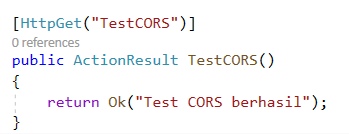 [HttpGet("TestCORS")]
0 references
public ActionResult TestCORS()
{
return Ok("Test CORS berhasil");
}